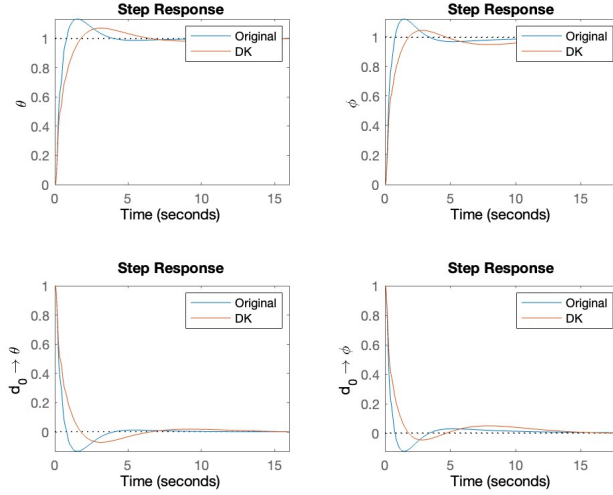 Step Response
θ
1
0.8
0.6
0.4
0.2
0
0 5 10 15
Time (seconds)
Original
DK
Step Response
ϕ
1
0.8
0.6
0.4
0.2
0
0 5 10 15
Time (seconds)
Original
DK
Step Response
d0 → θ
1
0.8
0.6
0.4
0.2
0
0 5 10 15
Time (seconds)
Original
DK
Step Response
d0 → ϕ
1
0.8
0.6
0.4
0.2
0
0 5 10 15
Time (seconds)
Original
DK